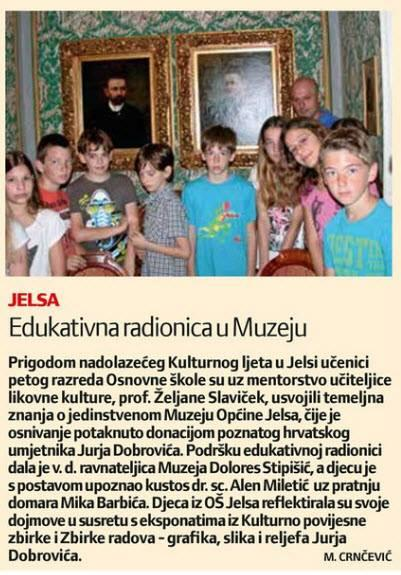 JELSA
Edukativna radionica u Muzeju
Prigodom nadolazećeg Kulturnog ljeta u Jelsi učenici
petog razreda Osnovne škole su uz mentorstvo učiteljice
likovne kulture, prof. Željane Slaviček, usvojili temeljna
znanja o jedinstvenom Muzeju Općine Jelsa, čije je
osnivanje potaknuto donacijom poznatog hrvatskog
umjetnika Jurja Dobrovića. Podršku edukativnoj radionici
dala je v. d. ravnateljica Muzeja Dolores Stipišić, a djecu je
s postavom upoznao kustos dr. sc. Alen Miletić uz pratnju
domara Mika Barbića. Djeca iz OŠ Jelsa reflektirala su svoje
dojmove u susretu s eksponatima iz Kulturno povijesne
zbirke i Zbirke radova - grafika, slika i reljefa Jurja
Dobrovića. M. CRNČEVIĆ